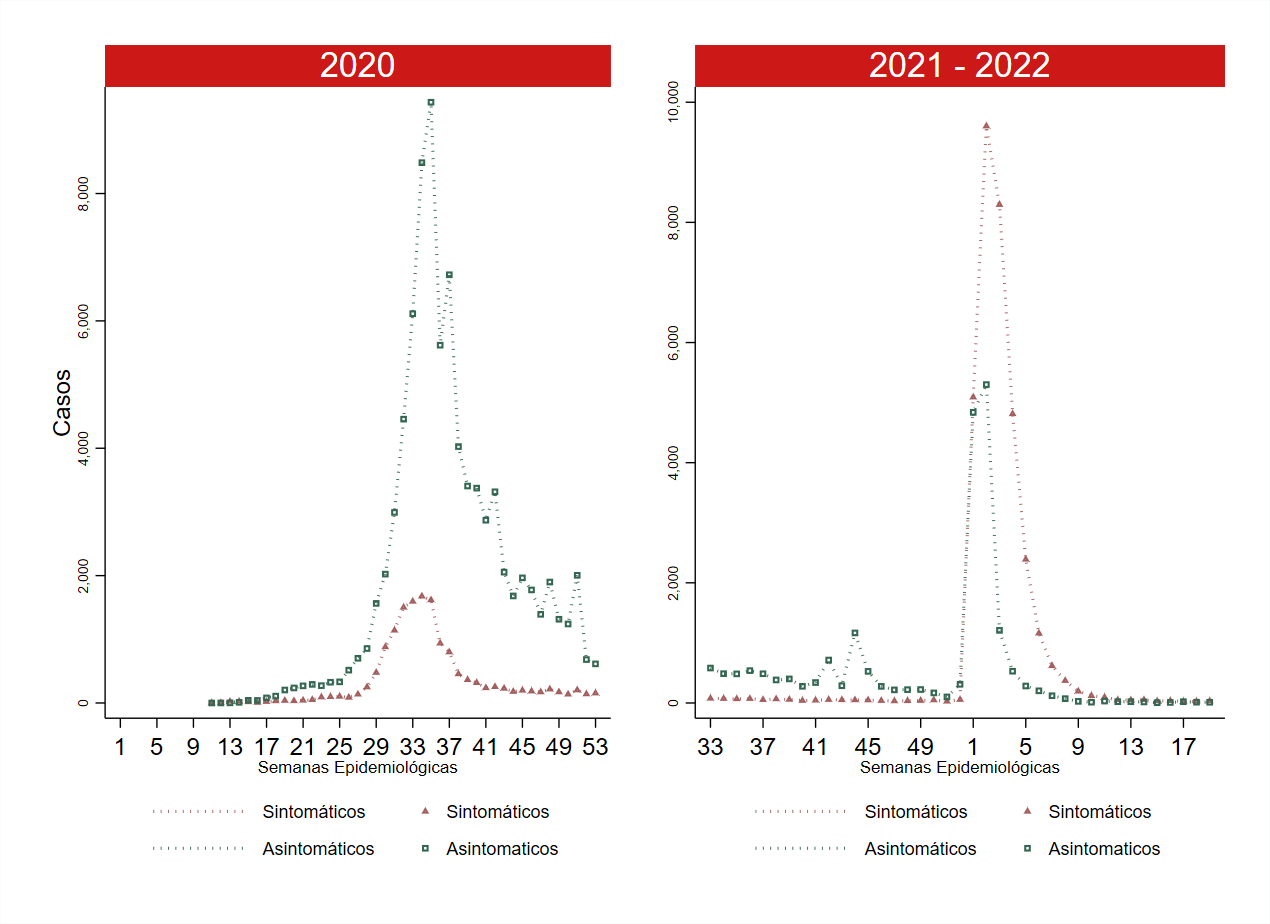 2020
2021 - 2022
Casos
0
2,000
4,000
6,000
8,000
1 5 9 13 17 21 25 29 33 37 41 45 49 53
Semanas Epidemiológicas
Sintomáticos Sintomáticos
Asintomáticos Asintomaticos
0
2,000
4,000
6,000
8,000
10,000
33 37 41 45 49 1 5 9 13 17
Semanas Epidemiológicas
Sintomáticos Sintomáticos
Asintomáticos Asintomaticos